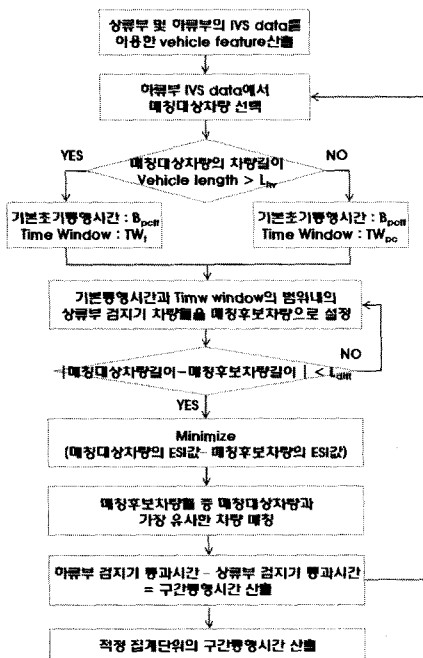 상류부 및 하류부의 IVS data를
이용한 vehicle feature산출
하류부 IVS data에서
매칭대상차량 선택
YES
NO
매칭대상차량의 차량길이
Vehicle length > L
기본초기통행시간 : B
Time Window : TW
기본초기통행시간 : B
Time Window : TW
기본통행시간과 Timw window의 범위내의
상류부 검지기 차량들을 매칭후보차량으로 설정
NO
|매칭대상차량길이-매칭후보차량길이| < L
YES
Minimize
(매칭대상차량의 ESI값- 매칭후보차량의 ESI값)
매칭후보차량들 중 매칭대상차량과
가장 유사한 차량 매칭
하류부 검지기 통과시간 - 상류부 검지기 통과시간
= 구간통행시간 산출
적정 집계단위의 구간통행시간 산출